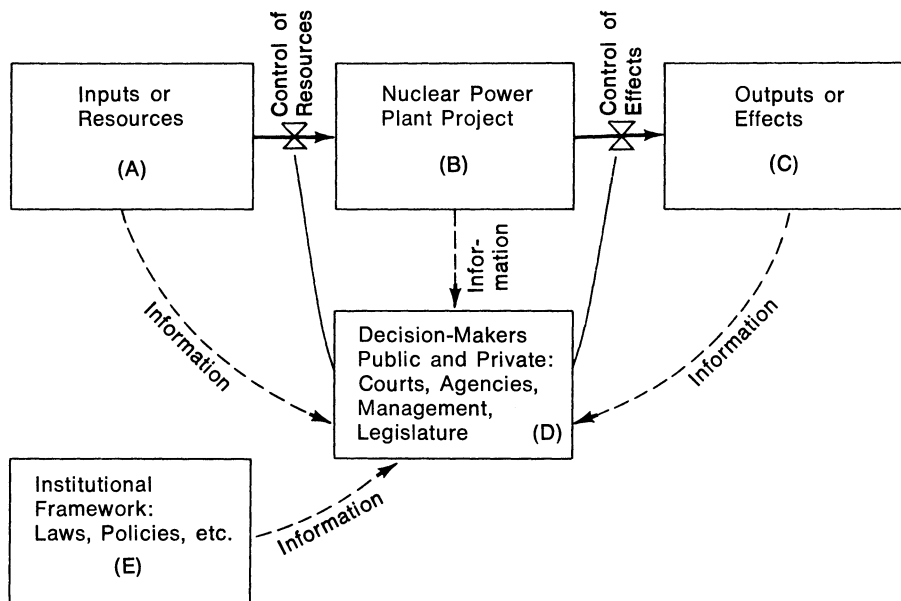 Control of
Resources
Control of
Effects
Inputs or
Resources
(A)
Nuclear Power
Plant Project
(B)
Outputs or
Effects
(C)
Infor-
mation
Information
Information
Decision-Makers
Public and Private:
Courts, Agencies,
Management,
Legislature (D)
Institutional
Framework:
Laws, Policies, etc.
(E)
Information